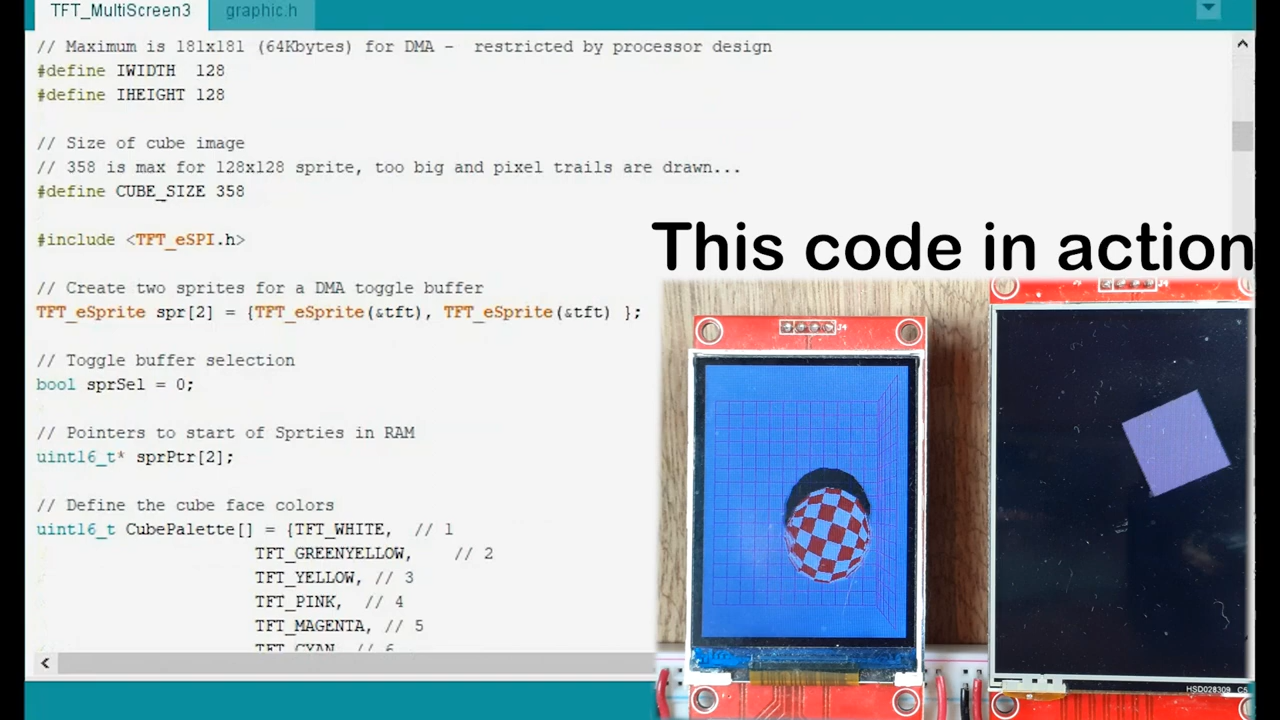 TFT_MultiScreen3
graphic.h
// Maximum is 181x181 (64Kbytes) for DMA -  restricted by processor design
#define IWIDTH  128
#define IHEIGHT 128
// Size of cube image
// 358 is max for 128x128 sprite, too big and pixel trails are drawn...
#define CUBE_SIZE 358
#include <TFT_eSPI.h>
// Create two sprites for a DMA toggle buffer
TFT_eSprite spr[2] = {TFT_eSprite(&tft), TFT_eSprite(&tft) };
// Toggle buffer selection
bool sprSel = 0;
// Pointers to start of Sprties in RAM
uint16_t* sprPtr[2];
// Define the cube face colors
uint16_t CubePalette[] = {TFT_WHITE,  // 1
TFT_GREENYELLOW,    // 2
TFT_YELLOW, // 3
TFT_PINK,  // 4
TFT_MAGENTA, // 5
TFT_CYAN  // 6
This code in action
J4
HSD028309 C5